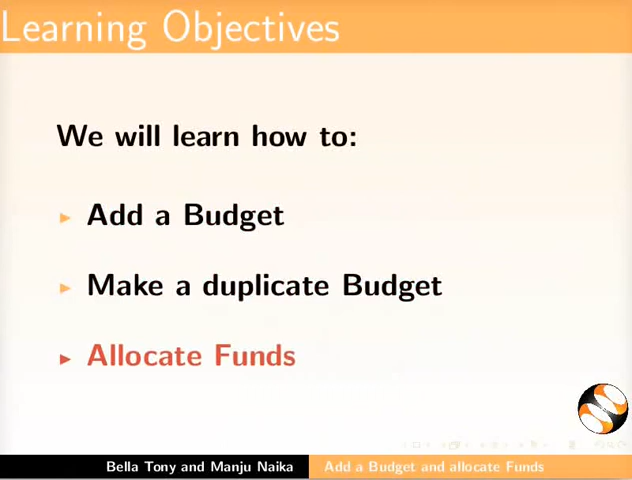 Learning Objectives
We will learn how to:
Add a Budget
Make a duplicate Budget
Allocate Funds
Bella Tony and Manju Naika
Add a Budget and allocate Funds